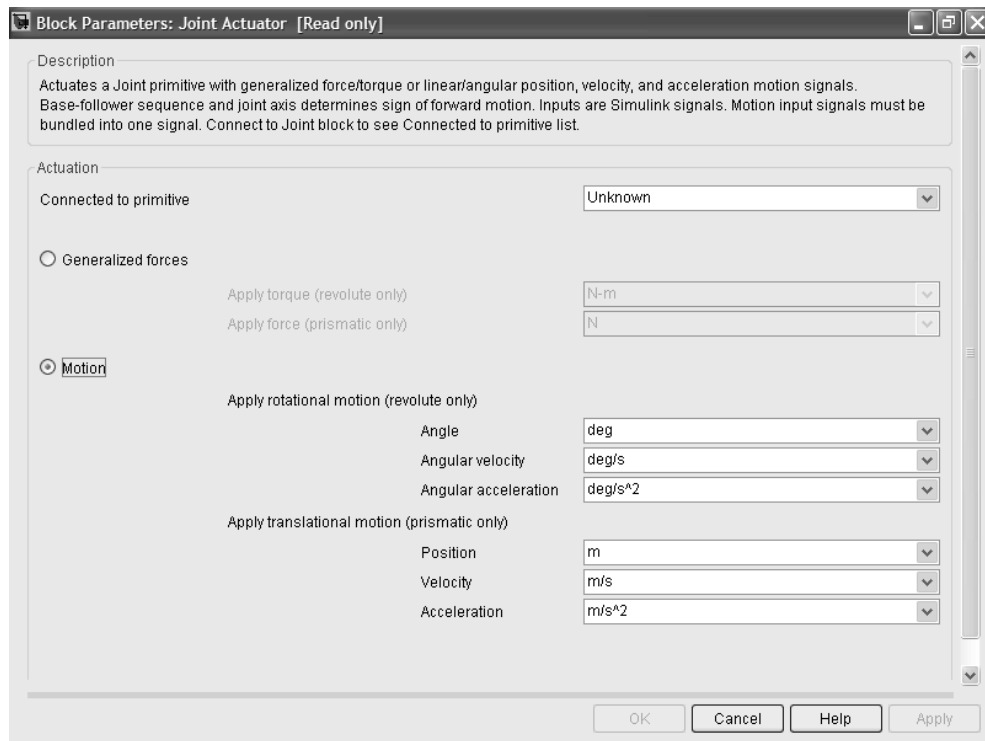 Block Parameters: Joint Actuator [Read only]
Description
Actuates a Joint primitive with generalized force/torque or linear/angular position, velocity, and acceleration motion signals.
Base-follower sequence and joint axis determines sign of forward motion. Inputs are Simulink signals. Motion input signals must be
bundled into one signal. Connect to Joint block to see Connected to primitive list.
Actuation
Connected to primitive Unknown
Generalized forces
Apply torque (revolute only) N-m
Apply force (prismatic only) N
Motion
Apply rotational motion (revolute only)
Angle deg
Angular velocity deg/s
Angular acceleration deg/s^2
Apply translational motion (prismatic only)
Position m
Velocity m/s
Acceleration m/s^2
OK Cancel Help Apply